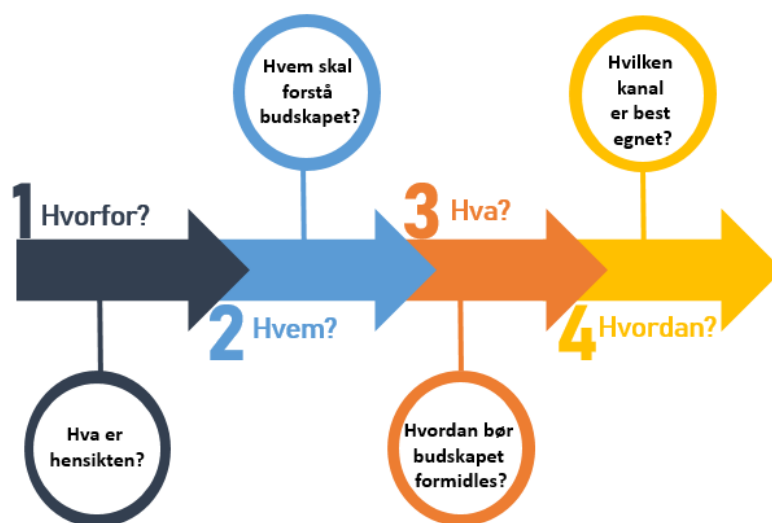 1 Hvorfor?
Hva er
hensikten?
2 Hvem?
Hvem skal
forstå
budskapet?
3 Hva?
Hvordan bør
budskapet
formidles?
4 Hvordan?
Hvilken
kanal
er best
egnet?